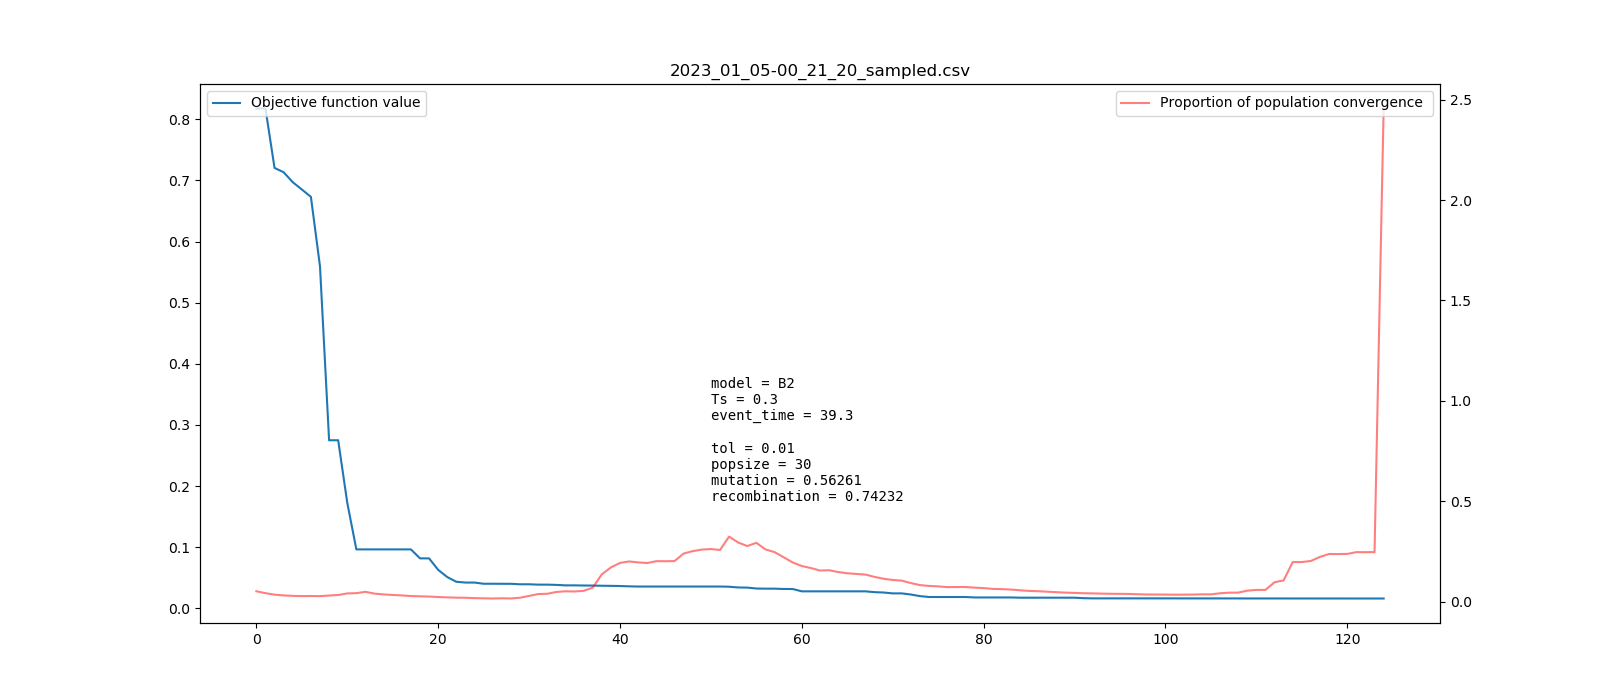 2023_01_05-00_21_20_sampled.csv
Objective function value
Proportion of population convergence
0.8
0.7
0.6
0.5
0.4
0.3
0.2
0.1
0.0
2.5
2.0
1.5
1.0
0.5
0.0
model = B2
Ts = 0.3
event_time = 39.3
tol = 0.01
popsize = 30
mutation = 0.56261
recombination = 0.74232
0 20 40 60 80 100 120